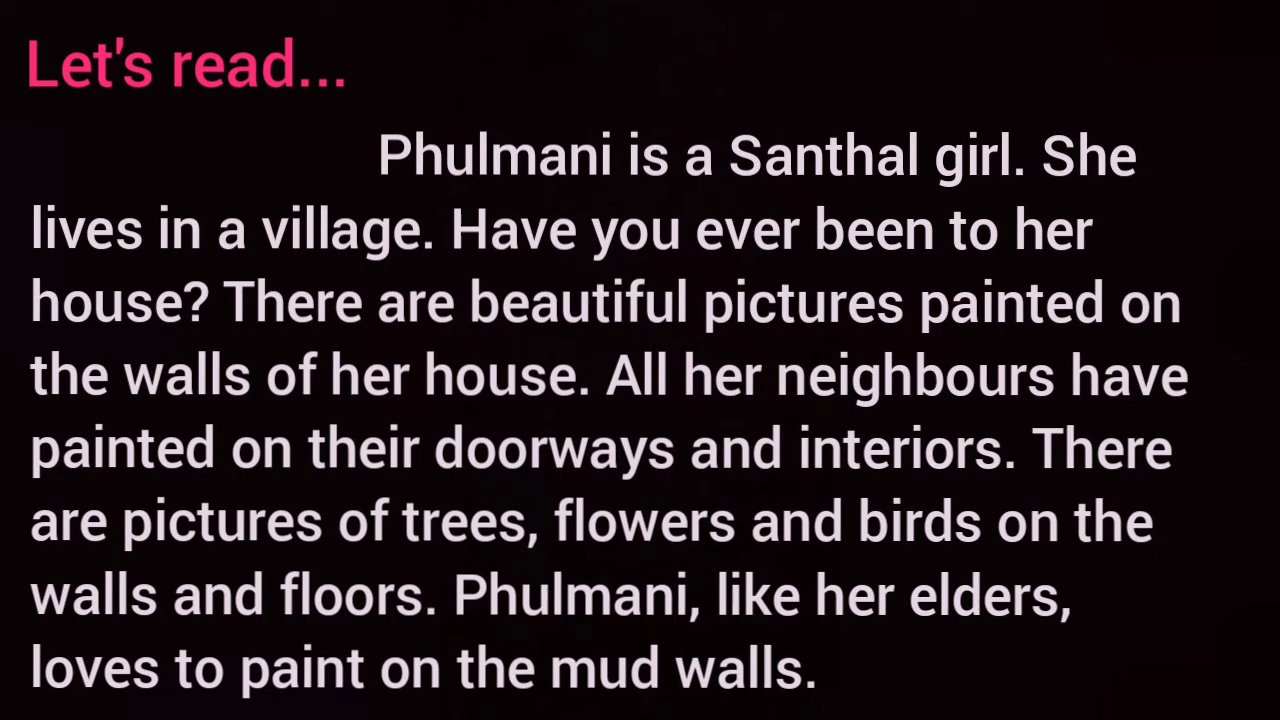 Let's read...
Phulmani is a Santhal girl. She
lives in a village. Have you ever been to her
house? There are beautiful pictures painted on
the walls of her house. All her neighbours have
painted on their doorways and interiors. There
are pictures of trees, flowers and birds on the
walls and floors. Phulmani, like her elders,
loves to paint on the mud walls.